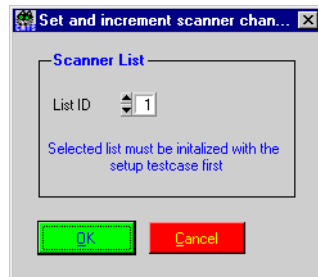 Set and increment scanner chan...
Scanner List
List ID 1
Selected list must be initalized with the
setup testcase first
OK Cancel